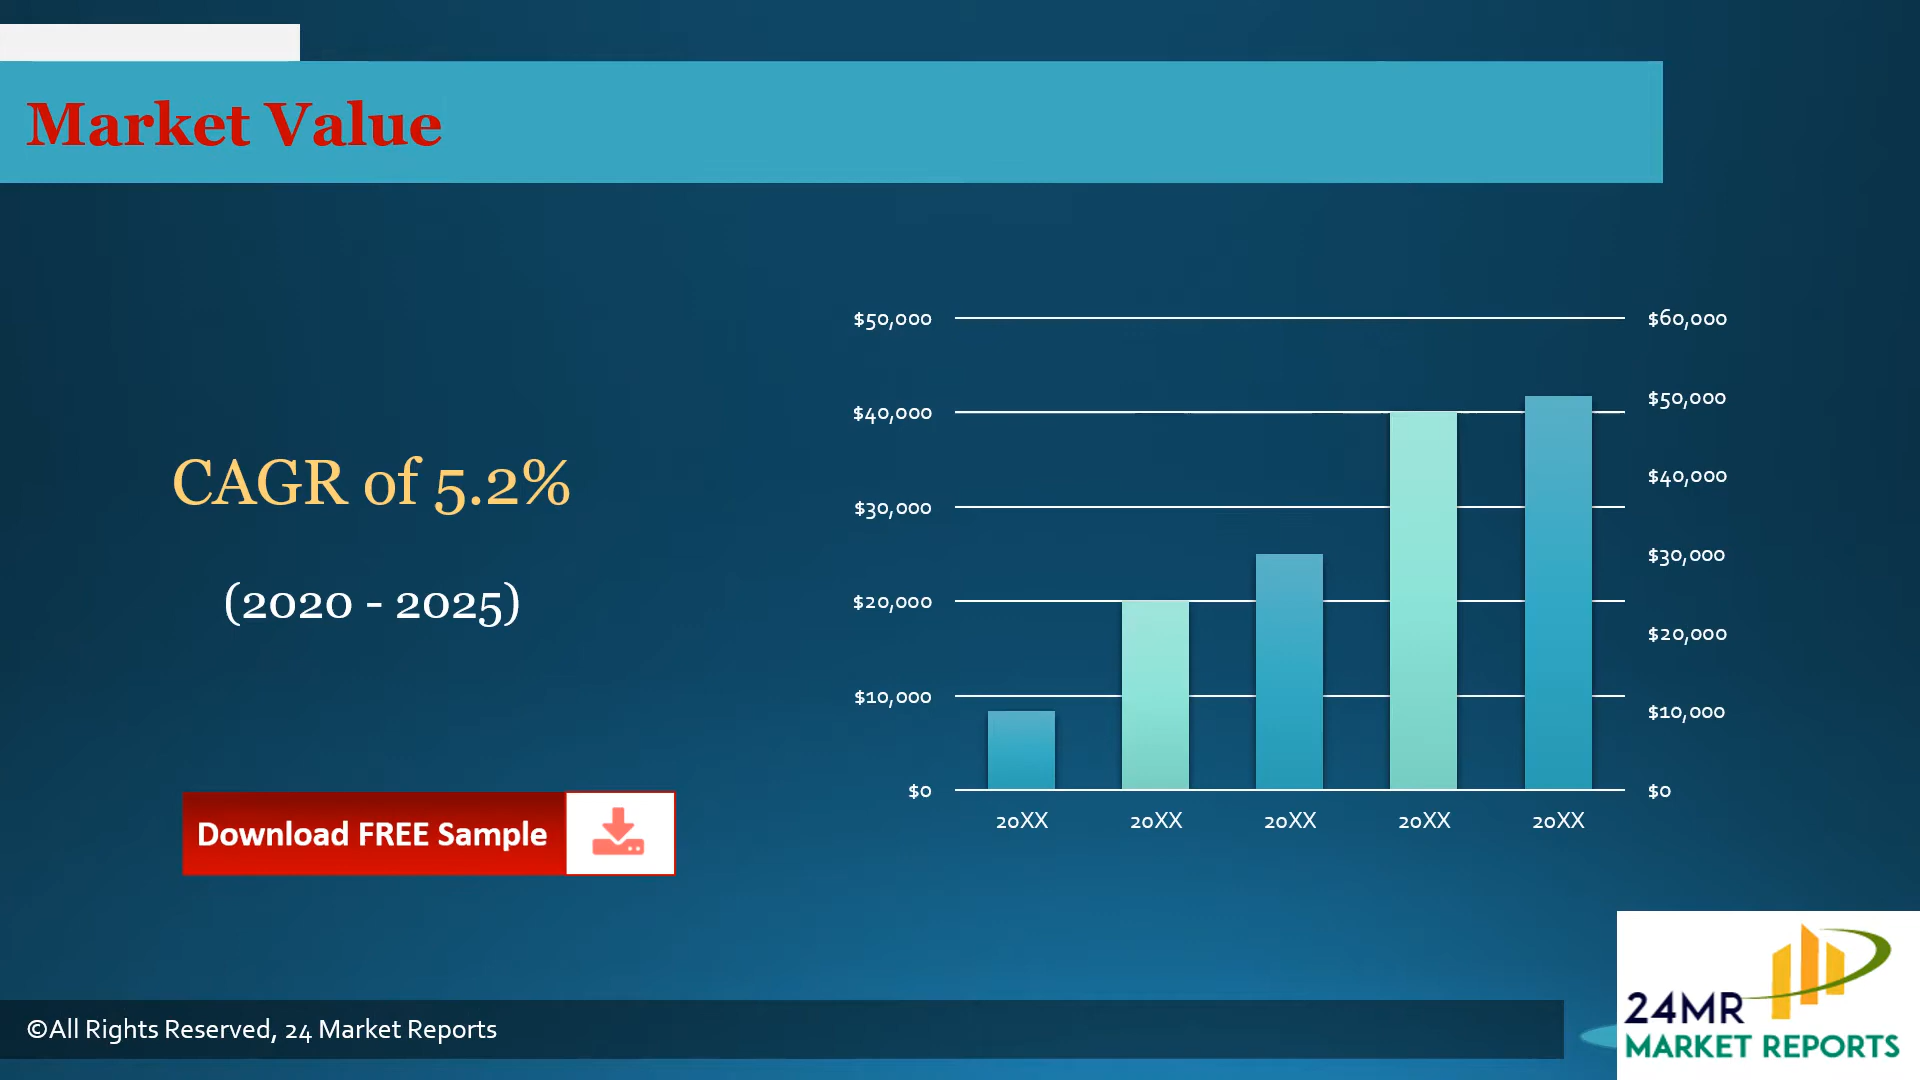 Market Value
CAGR of 5.2%
(2020 - 2025)
Download FREE Sample
$50,000
$40,000
$30,000
$20,000
$10,000
$0
$60,000
$50,000
$40,000
$30,000
$20,000
$10,000
$0
20XX 20XX 20XX 20XX 20XX
©All Rights Reserved, 24 Market Reports
24MR
MARKET REPORTS